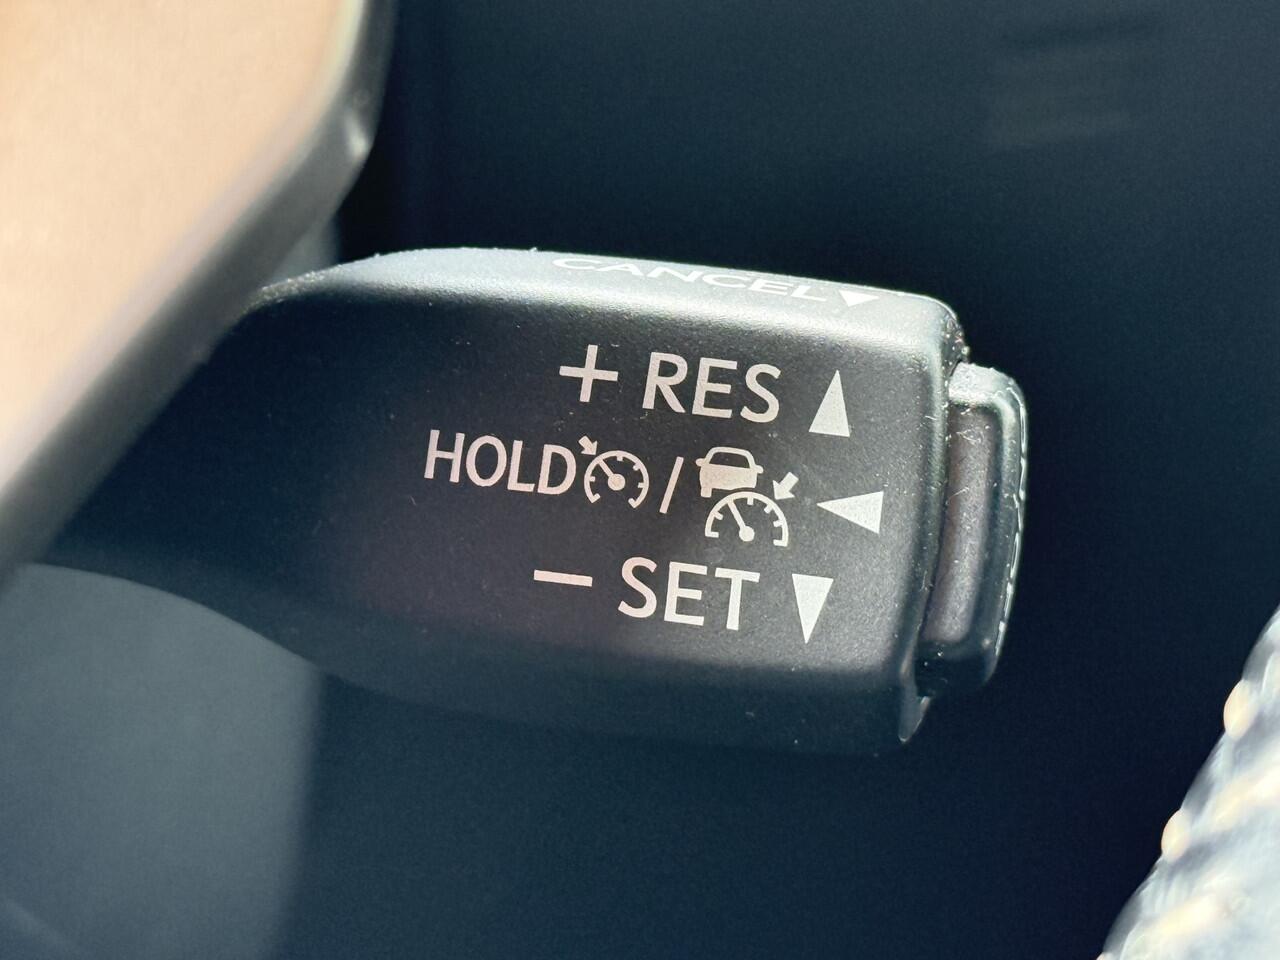 CANCEL
+ RES
HOLD /
− SET